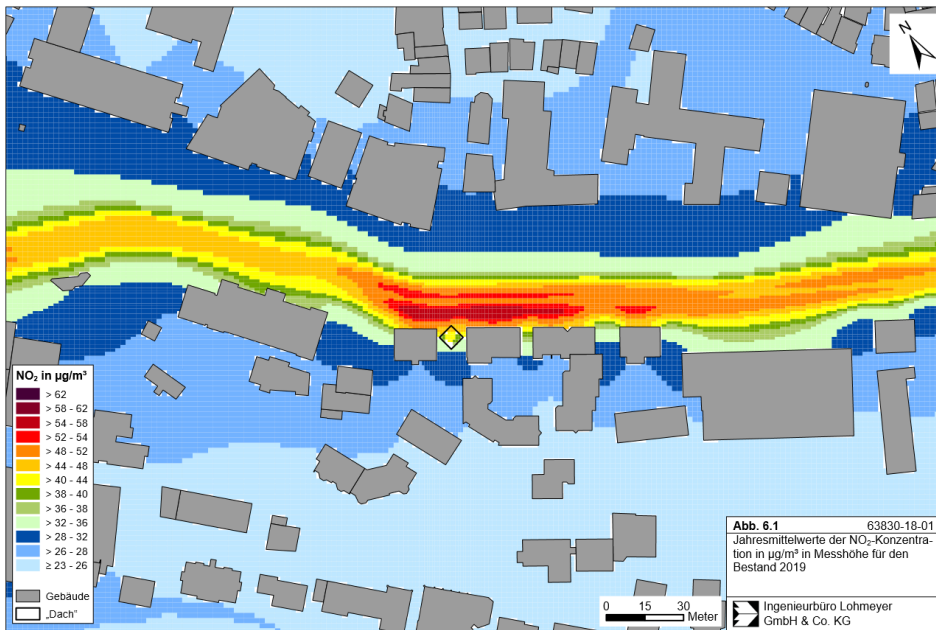 N
NO₂ in µg/m³
> 62
> 58 - 62
> 54 - 58
> 52 - 54
> 48 - 52
> 44 - 48
> 40 - 44
> 38 - 40
> 36 - 38
> 32 - 36
> 28 - 32
> 26 - 28
≥ 23 - 26
Gebäude
„Dach"
0 15 30
Meter
Abb. 6.1 63830-18-01
Jahresmittelwerte der NO₂-Konzentra-
tion in µg/m³ in Messhöhe für den
Bestand 2019
Ingenieurbüro Lohmeyer
GmbH & Co. KG